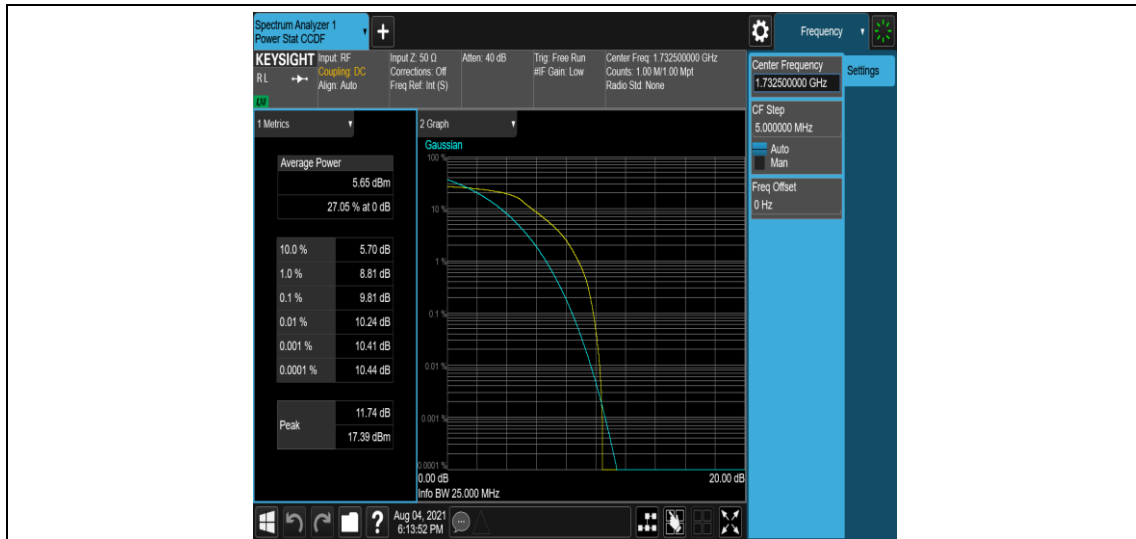 Spectrum Analyzer 1
Power Stat CCDF
+
Frequency
KEYSIGHT
Input: RF
Input Z: 50 Ω
Atten: 40 dB
Trig: Free Run
Center Freq: 1.732500000 GHz
RL
Coupling: DC
Corrections: Off
#IF Gain: Low
Counts: 1.00 M/1.00 Mpt
Align: Auto
Freq Ref: Int (S)
Radio Std: None
Center Frequency
1.732500000 GHz
Settings
CF Step
5.000000 MHz
Auto
Man
Freq Offset
0 Hz
1 Metrics
Average Power
5.65 dBm
27.05 % at 0 dB
10.0 % 5.70 dB
1.0 % 8.81 dB
0.1 % 9.81 dB
0.01 % 10.24 dB
0.001 % 10.41 dB
0.0001 % 10.44 dB
Peak
11.74 dB
17.39 dBm
2 Graph
Gaussian
100 %
10 %
1 %
0.1 %
0.01 %
0.001 %
0.0001 %
0.00 dB
20.00 dB
Info BW 25.000 MHz
?
Aug 04, 2021
6:13:52 PM